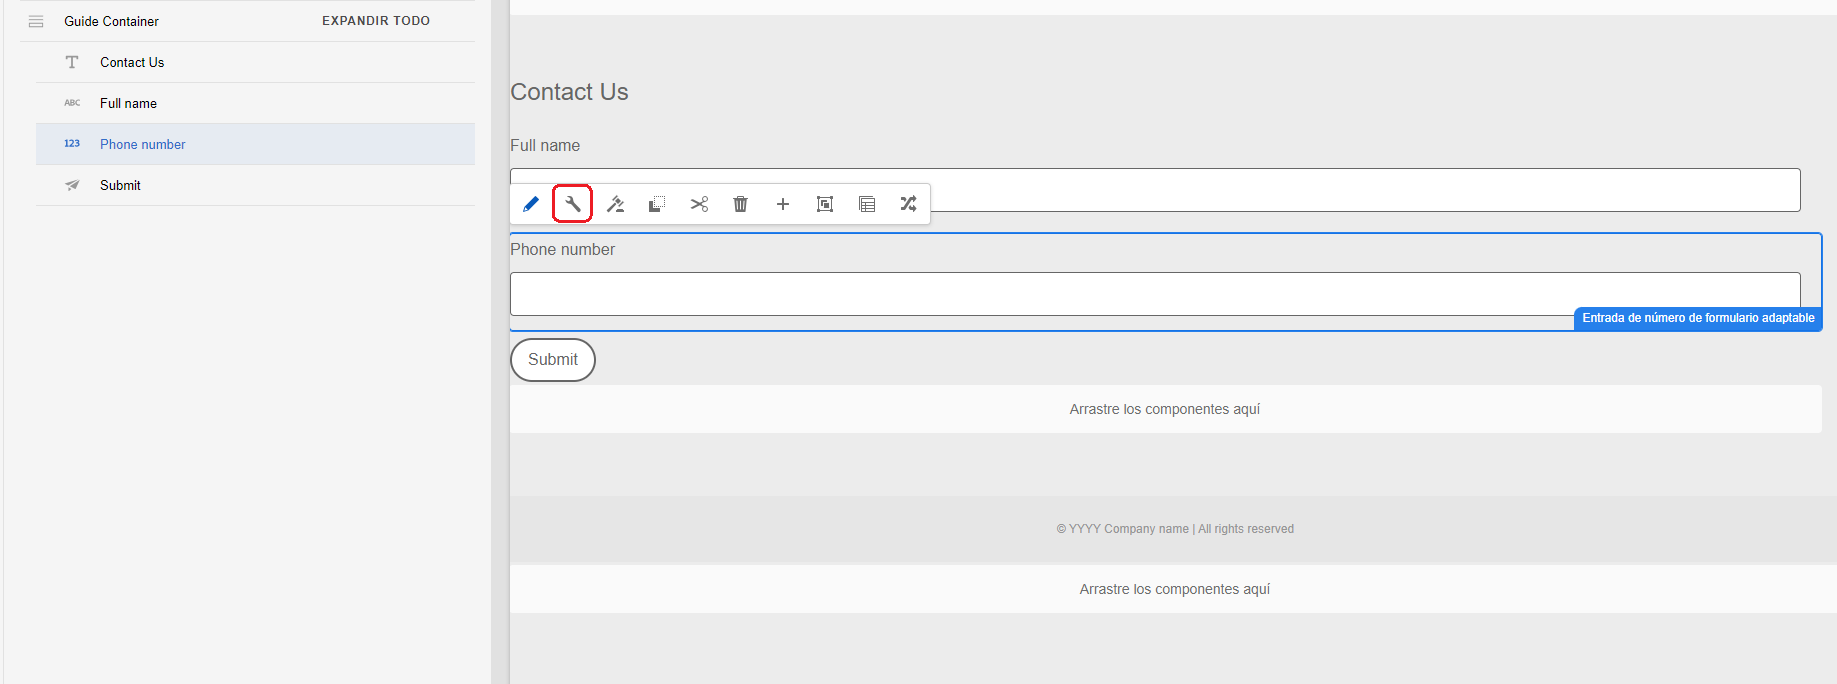 Guide Container
EXPANDIR TODO
Contact Us
ABC Full name
123 Phone number
Submit
Contact Us
Full name
Phone number
Entrada de número de formulario adaptable
Submit
Arrastre los componentes aquí
© YYYY Company name | All rights reserved
Arrastre los componentes aquí